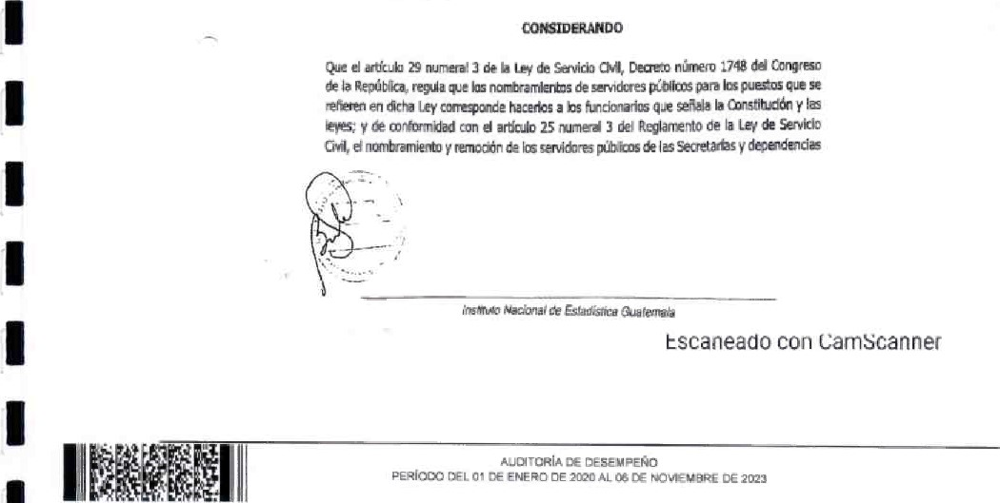 CONSIDERANDO
Que el artículo 29 numeral 3 de la Ley de Servicio Civil, Decreto número 1748 del Congreso
de la República, regula que los nombramientos de servidores públicos para los puestos que se
refieren en dicha Ley corresponde hacerlos a los funcionarios que señala la Constitución y las
leyes; y de conformidad con el artículo 25 numeral 3 del Reglamento de la Ley de Servicio
Civil, el nombramiento y remoción de los servidores públicos de las Secretarías y dependencias
Instituto Nacional de Estadística Guatemala
Escaneado con CamScanner
AUDITORÍA DE DESEMPEÑO
PERÍODO DEL 01 DE ENERO DE 2020 AL 06 DE NOVIEMBRE DE 2023